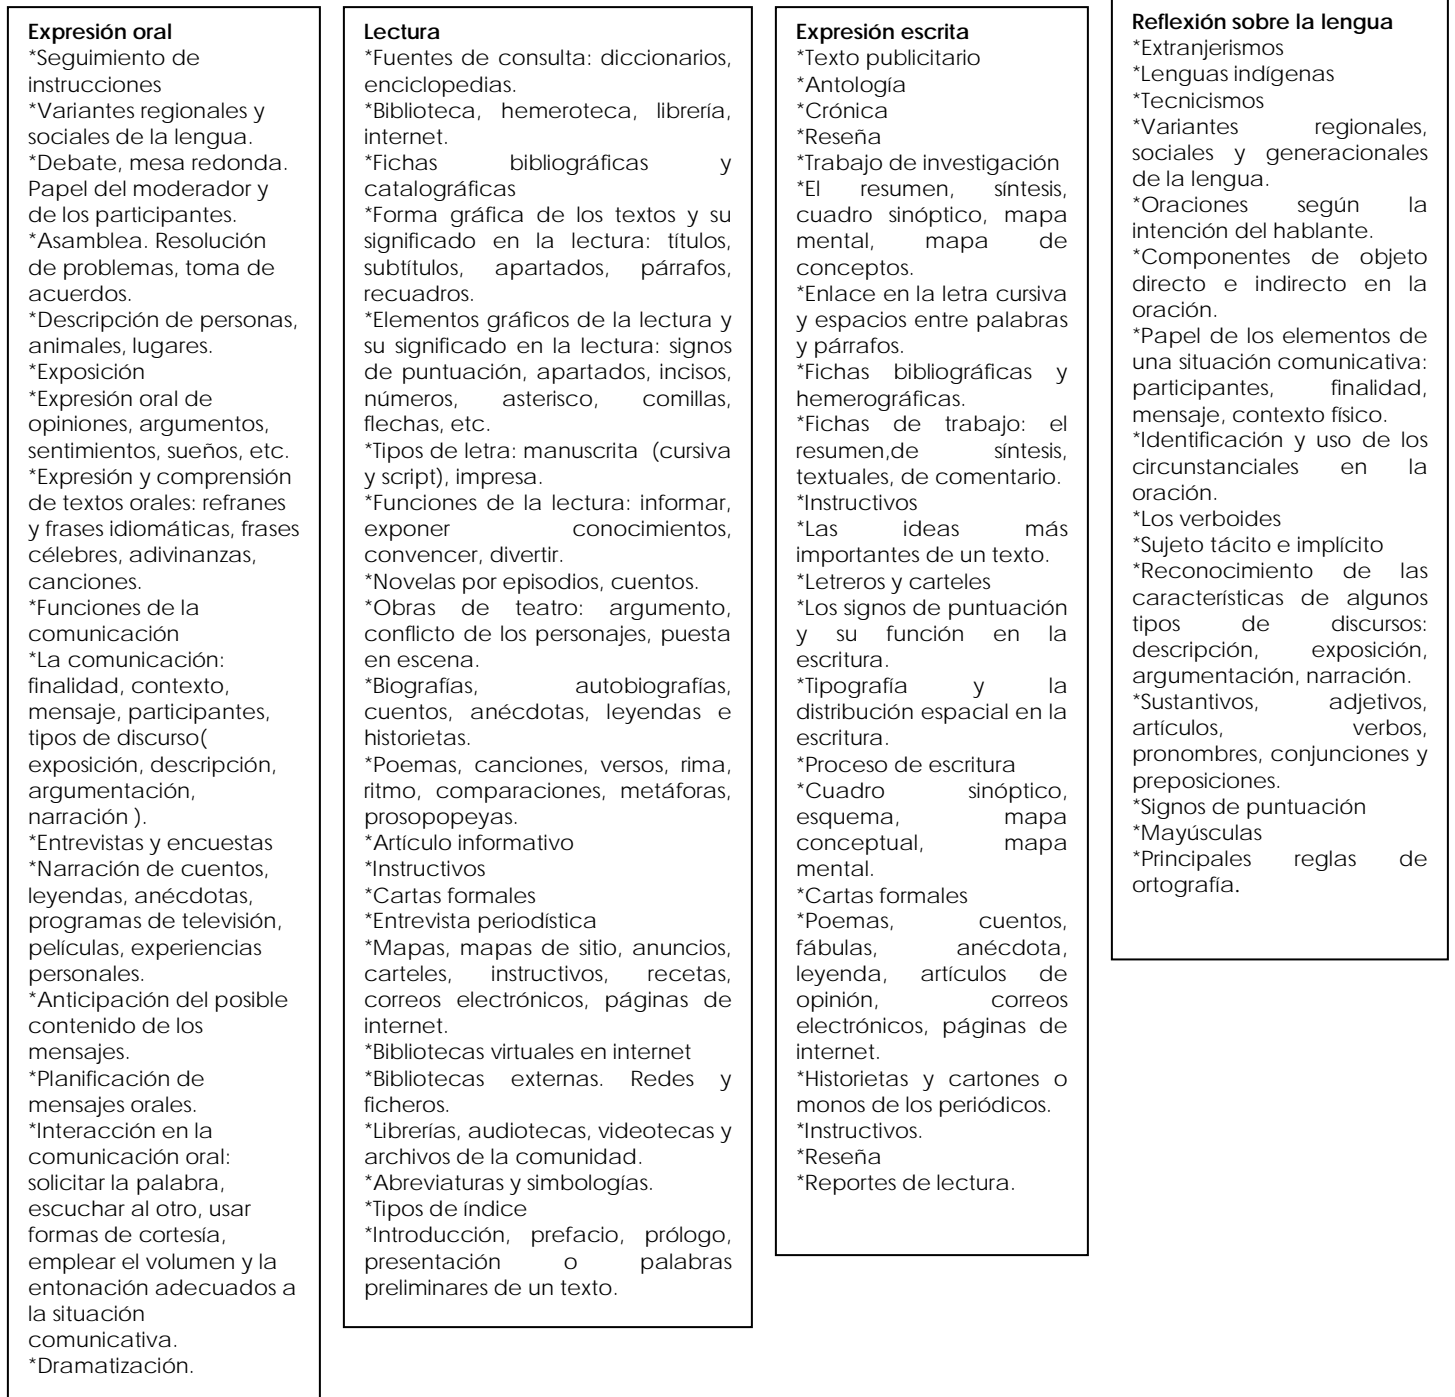 Expresión oral
*Seguimiento de
instrucciones
*Variantes regionales y
sociales de la lengua.
*Debate, mesa redonda.
Papel del moderador y
de los participantes.
*Asamblea. Resolución
de problemas, toma de
acuerdos.
*Descripción de personas,
animales, lugares.
*Exposición
*Expresión oral de
opiniones, argumentos,
sentimientos, sueños, etc.
*Expresión y comprensión
de textos orales: refranes
y frases idiomáticas, frases
célebres, adivinanzas,
canciones.
*Funciones de la
comunicación
*La comunicación:
finalidad, contexto,
mensaje, participantes,
tipos de discurso(
exposición, descripción,
argumentación,
narración ).
*Entrevistas y encuestas
*Narración de cuentos,
leyendas, anécdotas,
programas de televisión,
películas, experiencias
personales.
*Anticipación del posible
contenido de los
mensajes.
*Planificación de
mensajes orales.
*Interacción en la
comunicación oral:
solicitar la palabra,
escuchar al otro, usar
formas de cortesía,
emplear el volumen y la
entonación adecuados a
la situación
comunicativa.
*Dramatización.
Lectura
*Fuentes de consulta: diccionarios,
enciclopedias.
*Biblioteca, hemeroteca, librería,
internet.
*Fichas bibliográficas y
catalográficas
*Forma gráfica de los textos y su
significado en la lectura: títulos,
subtítulos, apartados, párrafos,
recuadros.
*Elementos gráficos de la lectura y
su significado en la lectura: signos
de puntuación, apartados, incisos,
números, asterisco, comillas,
flechas, etc.
*Tipos de letra: manuscrita (cursiva
y script), impresa.
*Funciones de la lectura: informar,
exponer conocimientos,
convencer, divertir.
*Novelas por episodios, cuentos.
*Obras de teatro: argumento,
conflicto de los personajes, puesta
en escena.
*Biografías, autobiografías,
cuentos, anécdotas, leyendas e
historietas.
*Poemas, canciones, versos, rima,
ritmo, comparaciones, metáforas,
prosopopeyas.
*Artículo informativo
*Instructivos
*Cartas formales
*Entrevista periodística
*Mapas, mapas de sitio, anuncios,
carteles, instructivos, recetas,
correos electrónicos, páginas de
internet.
*Bibliotecas virtuales en internet
*Bibliotecas externas. Redes y
ficheros.
*Librerías, audiotecas, videotecas y
archivos de la comunidad.
*Abreviaturas y simbologías.
*Tipos de índice
*Introducción, prefacio, prólogo,
presentación o palabras
preliminares de un texto.
Expresión escrita
*Texto publicitario
*Antología
*Crónica
*Reseña
*Trabajo de investigación
*El resumen, síntesis,
cuadro sinóptico, mapa
mental, mapa de
conceptos.
*Enlace en la letra cursiva
y espacios entre palabras
y párrafos.
*Fichas bibliográficas y
hemerográficas.
*Fichas de trabajo: el
resumen,de síntesis,
textuales, de comentario.
*Instructivos
*Las ideas más
importantes de un texto.
*Letreros y carteles
*Los signos de puntuación
y su función en la
escritura.
*Tipografía y la
distribución espacial en la
escritura.
*Proceso de escritura
*Cuadro sinóptico,
esquema, mapa
conceptual, mapa
mental.
*Cartas formales
*Poemas, cuentos,
fábulas, anécdota,
leyenda, artículos de
opinión, correos
electrónicos, páginas de
internet.
*Historietas y cartones o
monos de los periódicos.
*Instructivos.
*Reseña
*Reportes de lectura.
Reflexión sobre la lengua
*Extranjerismos
*Lenguas indígenas
*Tecnicismos
*Variantes regionales,
sociales y generacionales
de la lengua.
*Oraciones según la
intención del hablante.
*Componentes de objeto
directo e indirecto en la
oración.
*Papel de los elementos de
una situación comunicativa:
participantes, finalidad,
mensaje, contexto físico.
*Identificación y uso de los
circunstanciales en la
oración.
*Los verboides
*Sujeto tácito e implícito
*Reconocimiento de las
características de algunos
tipos de discursos:
descripción, exposición,
argumentación, narración.
*Sustantivos, adjetivos,
artículos, verbos,
pronombres, conjunciones y
preposiciones.
*Signos de puntuación
*Mayúsculas
*Principales reglas de
ortografía.